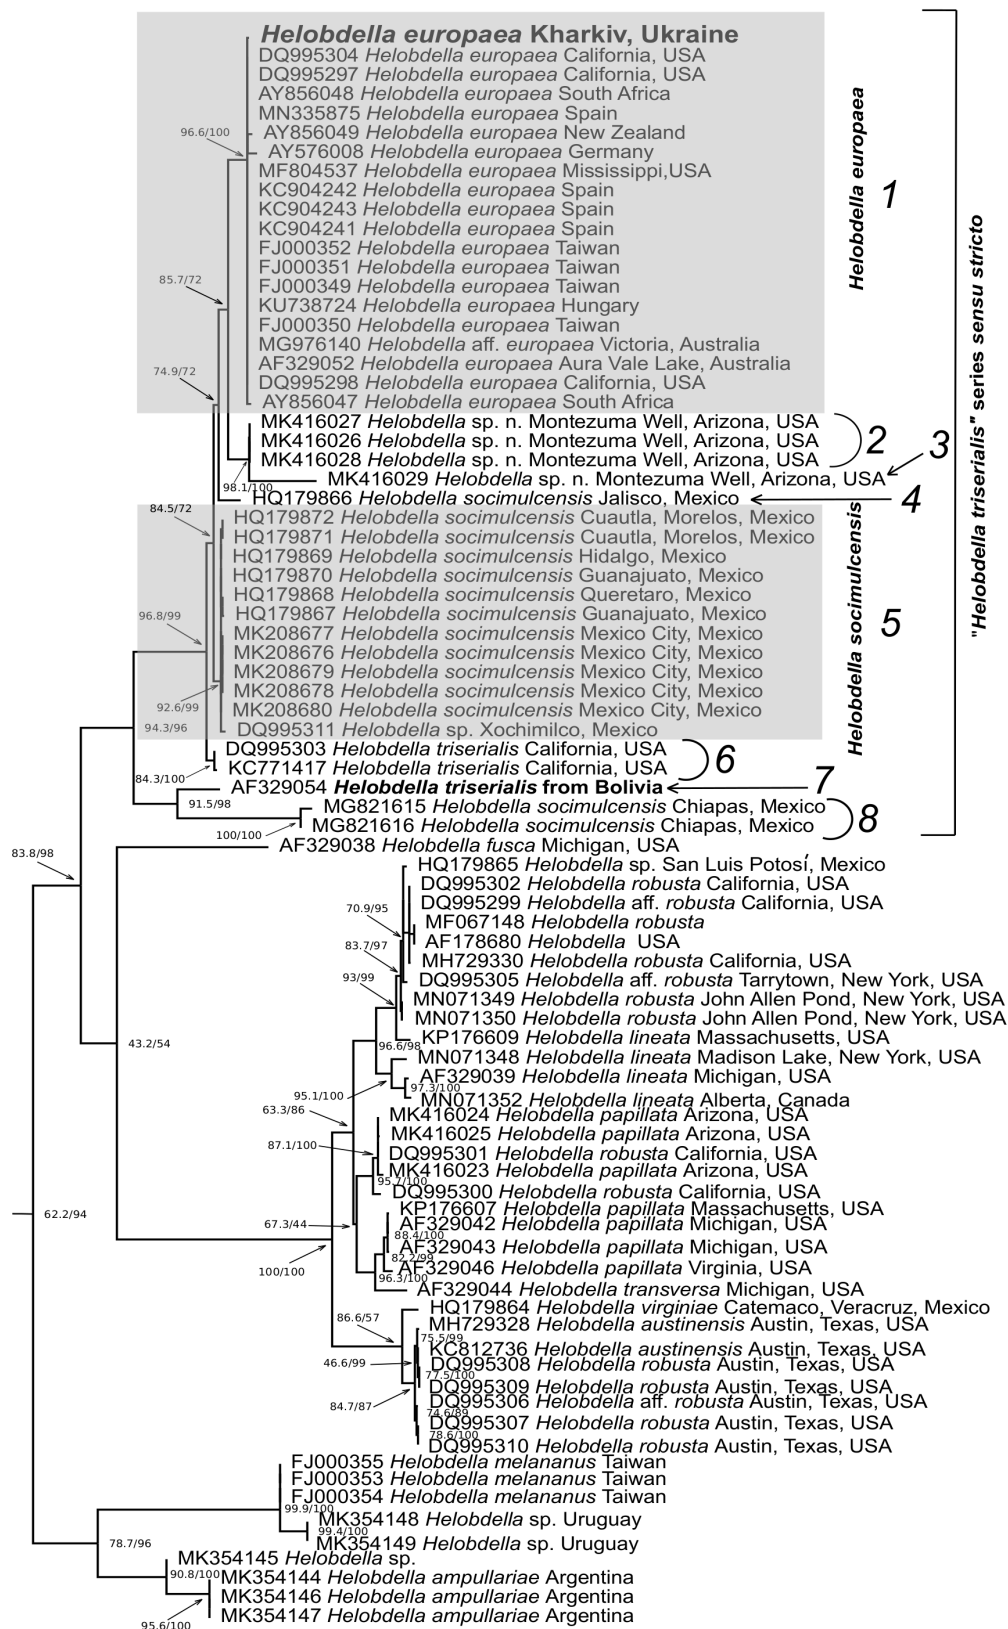 Helobdella europaea Kharkiv, Ukraine
DQ995304 Helobdella europaea California, USA
DQ995297 Helobdella europaea California, USA
AY856048 Helobdella europaea South Africa
MN335875 Helobdella europaea Spain
96.6/100
AY856049 Helobdella europaea New Zealand
AY576008 Helobdella europaea Germany
MF804537 Helobdella europaea Mississippi,USA
KC904242 Helobdella europaea Spain
KC904243 Helobdella europaea Spain
KC904241 Helobdella europaea Spain
FJ000352 Helobdella europaea Taiwan
FJ000351 Helobdella europaea Taiwan
85.7/72
FJ000349 Helobdella europaea Taiwan
KU738724 Helobdella europaea Hungary
FJ000350 Helobdella europaea Taiwan
MG976140 Helobdella aff. europaea Victoria, Australia
74.9/72
AF329052 Helobdella europaea Aura Vale Lake, Australia
DQ995298 Helobdella europaea California, USA
AY856047 Helobdella europaea South Africa
Helobdella europaea
1
MK416027 Helobdella sp. n. Montezuma Well, Arizona, USA
MK416026 Helobdella sp. n. Montezuma Well, Arizona, USA
MK416028 Helobdella sp. n. Montezuma Well, Arizona, USA
2
MK416029 Helobdella sp. n. Montezuma Well, Arizona, USA
3
98.1/100
HQ179866 Helobdella socimulcensis Jalisco, Mexico
4
84.5/72
HQ179872 Helobdella socimulcensis Cuautla, Morelos, Mexico
HQ179871 Helobdella socimulcensis Cuautla, Morelos, Mexico
HQ179869 Helobdella socimulcensis Hidalgo, Mexico
HQ179870 Helobdella socimulcensis Guanajuato, Mexico
HQ179868 Helobdella socimulcensis Queretaro, Mexico
96.8/99
HQ179867 Helobdella socimulcensis Guanajuato, Mexico
MK208677 Helobdella socimulcensis Mexico City, Mexico
MK208676 Helobdella socimulcensis Mexico City, Mexico
MK208679 Helobdella socimulcensis Mexico City, Mexico
MK208678 Helobdella socimulcensis Mexico City, Mexico
92.6/99
MK208680 Helobdella socimulcensis Mexico City, Mexico
94.3/96
DQ995311 Helobdella sp. Xochimilco, Mexico
Helobdella socimulcensis
5
DQ995303 Helobdella triserialis California, USA
KC771417 Helobdella triserialis California, USA
6
84.3/100
AF329054 Helobdella triserialis from Bolivia
7
91.5/98
MG821615 Helobdella socimulcensis Chiapas, Mexico
MG821616 Helobdella socimulcensis Chiapas, Mexico
8
100/100
"Helobdella triserialis" series sensu stricto
AF329038 Helobdella fusca Michigan, USA
83.8/98
HQ179865 Helobdella sp. San Luis Potosí, Mexico
DQ995302 Helobdella robusta California, USA
DQ995299 Helobdella aff. robusta California, USA
70.9/95
MF067148 Helobdella robusta
AF178680 Helobdella USA
83.7/97
MH729330 Helobdella robusta California, USA
93/99
DQ995305 Helobdella aff. robusta Tarrytown, New York, USA
MN071349 Helobdella robusta John Allen Pond, New York, USA
MN071350 Helobdella robusta John Allen Pond, New York, USA
KP176609 Helobdella lineata Massachusetts, USA
43.2/54
96.6/98
MN071348 Helobdella lineata Madison Lake, New York, USA
AF329039 Helobdella lineata Michigan, USA
97.3/100
95.1/100
MN071352 Helobdella lineata Alberta, Canada
63.3/86
MK416024 Helobdella papillata Arizona, USA
MK416025 Helobdella papillata Arizona, USA
87.1/100
DQ995301 Helobdella robusta California, USA
MK416023 Helobdella papillata Arizona, USA
95.7/100
DQ995300 Helobdella robusta California, USA
KP176607 Helobdella papillata Massachusetts, USA
62.2/94
67.3/44
AF329042 Helobdella papillata Michigan, USA
88.4/100
AF329043 Helobdella papillata Michigan, USA
82.2/99
AF329046 Helobdella papillata Virginia, USA
100/100
96.3/100
AF329044 Helobdella transversa Michigan, USA
HQ179864 Helobdella virginiae Catemaco, Veracruz, Mexico
86.6/57
MH729328 Helobdella austinensis Austin, Texas, USA
75.5/99
KC812736 Helobdella austinensis Austin, Texas, USA
46.6/99
DQ995308 Helobdella robusta Austin, Texas, USA
77.5/100
DQ995309 Helobdella robusta Austin, Texas, USA
84.7/87
DQ995306 Helobdella aff. robusta Austin, Texas, USA
74.6/89
DQ995307 Helobdella robusta Austin, Texas, USA
78.6/100
DQ995310 Helobdella robusta Austin, Texas, USA
FJ000355 Helobdella melananus Taiwan
FJ000353 Helobdella melananus Taiwan
FJ000354 Helobdella melananus Taiwan
99.9/100
MK354148 Helobdella sp. Uruguay
99.4/100
MK354149 Helobdella sp. Uruguay
78.7/96
MK354145 Helobdella sp.
90.8/100
MK354144 Helobdella ampullariae Argentina
MK354146 Helobdella ampullariae Argentina
MK354147 Helobdella ampullariae Argentina
95.6/100